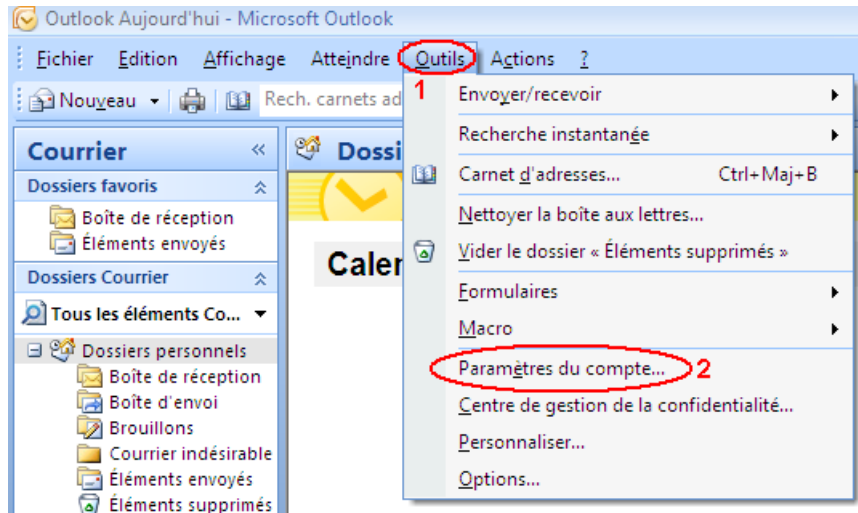 Outlook Aujourd'hui - Microsoft Outlook
Fichier Edition Affichage Atteindre Outils Actions ?
Nouveau Rech. carnets ad
1
Envoyer/recevoir
Recherche instantanée
Carnet d'adresses... Ctrl+Maj+B
Nettoyer la boîte aux lettres...
Vider le dossier « Éléments supprimés »
Formulaires
Macro
Paramètres du compte... 2
Centre de gestion de la confidentialité...
Personnaliser...
Options...
Courrier
Dossiers favoris
Boîte de réception
Éléments envoyés
Dossiers Courrier
Tous les éléments Co...
Dossiers personnels
Boîte de réception
Boîte d'envoi
Brouillons
Courrier indésirable
Éléments envoyés
Éléments supprimés
Dossi
Caler